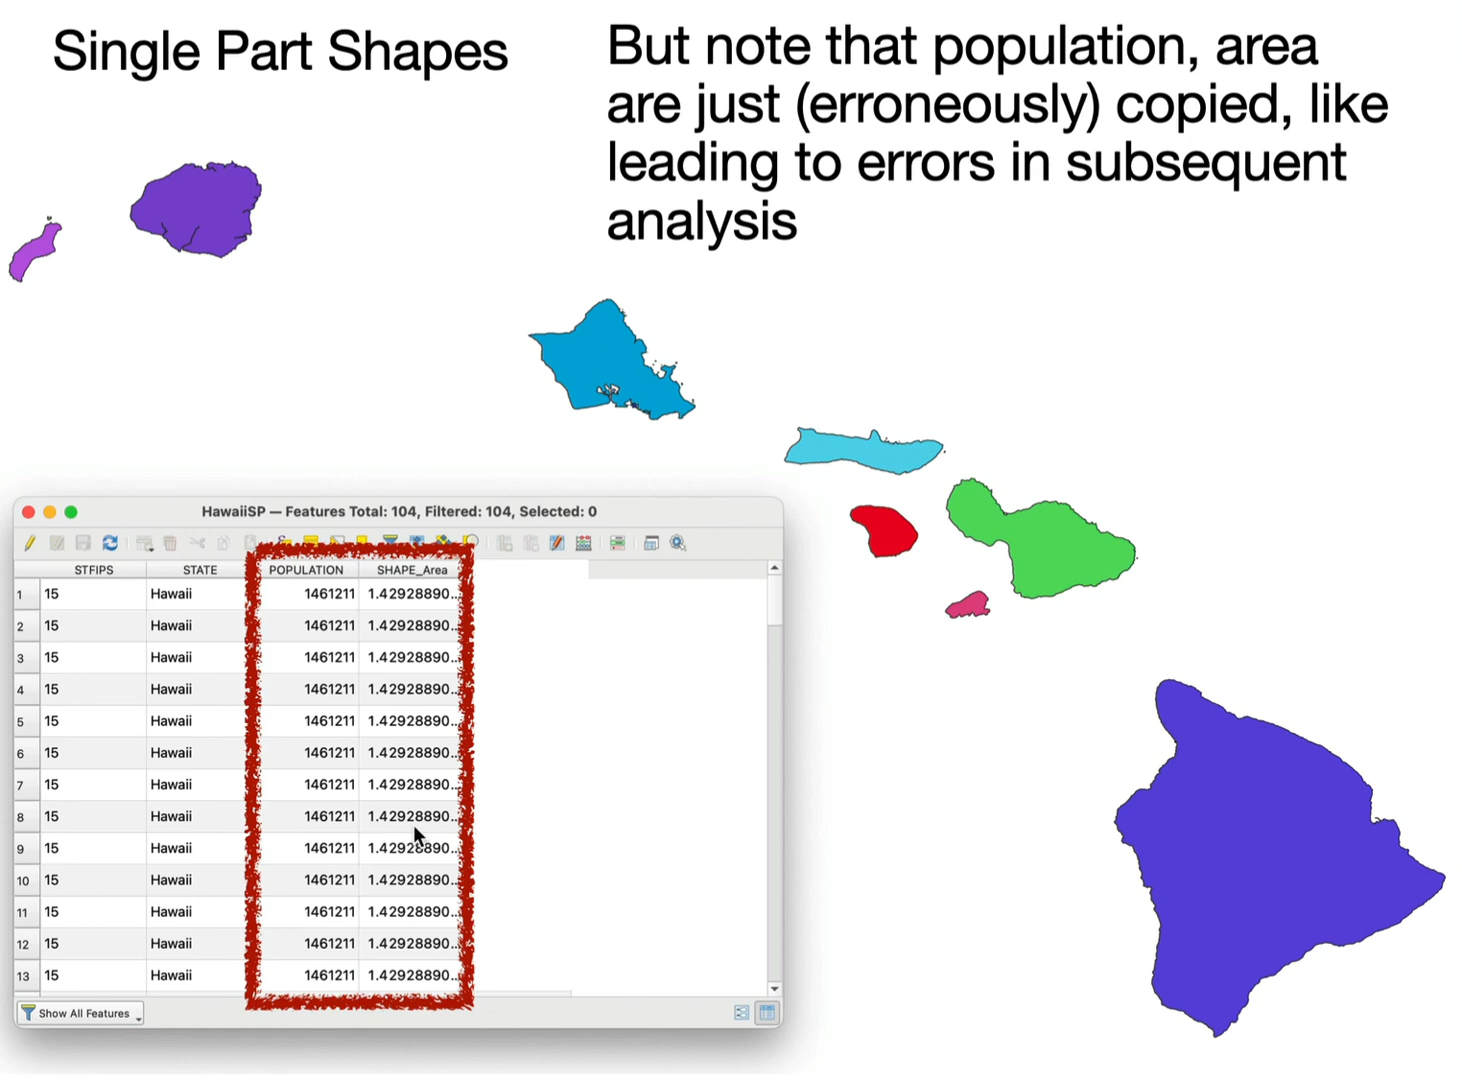 Single Part Shapes
But note that population, area
are just (erroneously) copied, like
leading to errors in subsequent
analysis
HawaiiSP — Features Total: 104, Filtered: 104, Selected: 0
STFIPS STATE POPULATION SHAPE_Area
1 15 Hawaii 1461211 1.42928890...
2 15 Hawaii 1461211 1.42928890...
3 15 Hawaii 1461211 1.42928890...
4 15 Hawaii 1461211 1.42928890...
5 15 Hawaii 1461211 1.42928890...
6 15 Hawaii 1461211 1.42928890...
7 15 Hawaii 1461211 1.42928890...
8 15 Hawaii 1461211 1.42928890...
9 15 Hawaii 1461211 1.42928890...
10 15 Hawaii 1461211 1.42928890...
11 15 Hawaii 1461211 1.42928890...
12 15 Hawaii 1461211 1.42928890...
13 15 Hawaii 1461211 1.42928890...
Show All Features